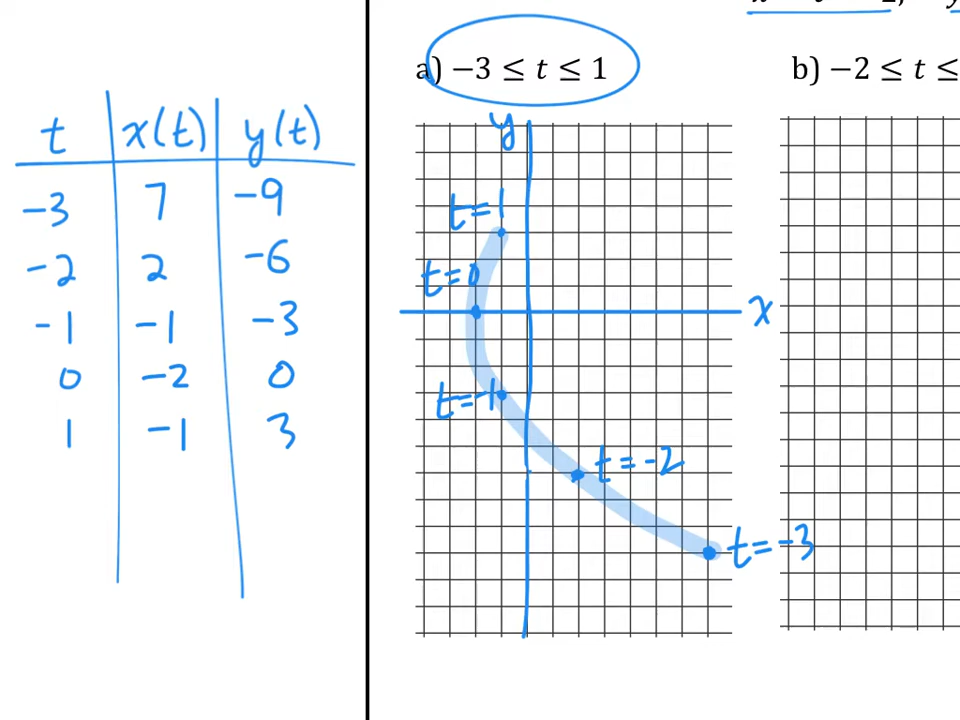 a) −3 ≤ t ≤ 1
b) −2 ≤ t ≤
t x(t) y(t)
-3 7 -9
-2 2 -6
-1 -1 -3
0 -2 0
1 -1 3
y
t=1
t=0
x
t=-1
t=-2
t=-3